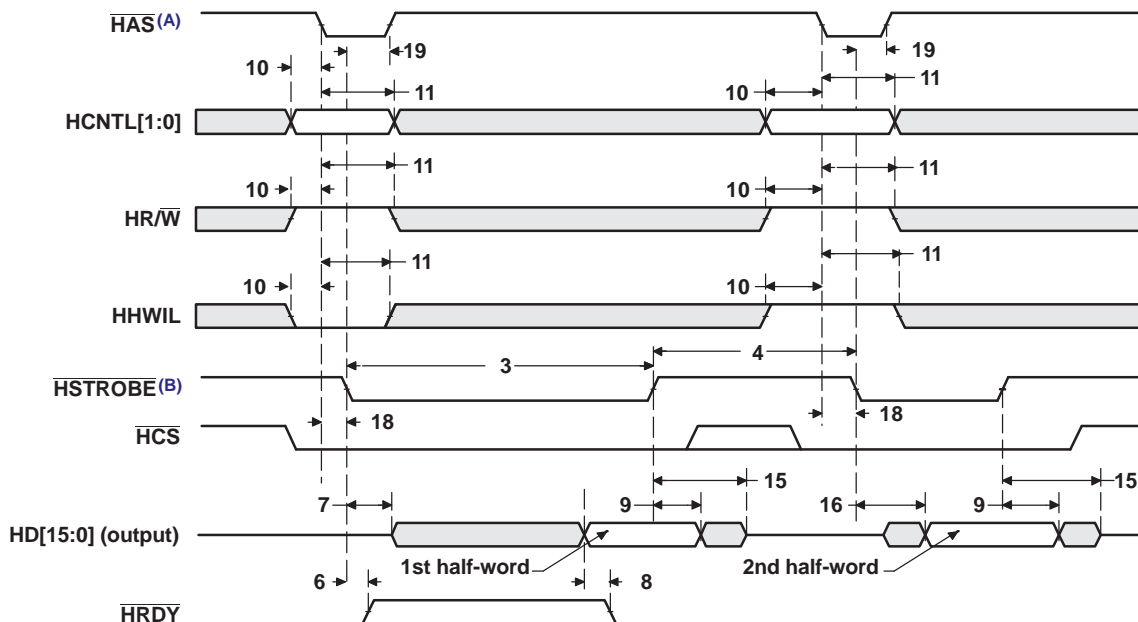 HAS(A)
19
19
10
11
10
11
HCNTL[1:0]
11
11
10
10
HR/W
11
11
10
10
HHWIL
3
4
HSTROBE(B)
18
18
HCS
15
15
7
9
16
9
HD[15:0] (output)
1st half-word
2nd half-word
6
8
HRDY